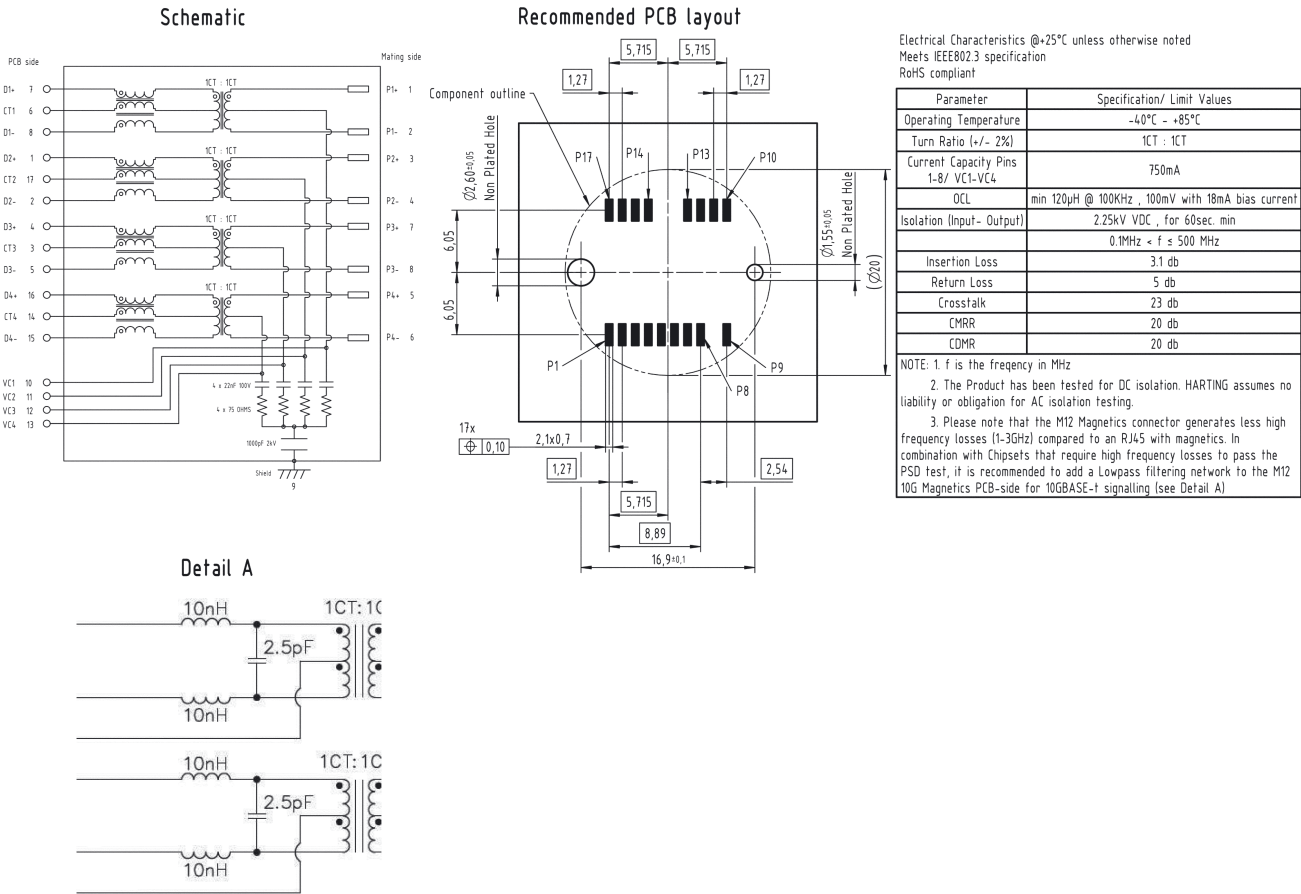 Schematic
PCB side
Mating side
D1+ 7
CT1 6
D1- 8
D2+ 1
CT2 17
D2- 2
D3+ 4
CT3 3
D3- 5
D4+ 16
CT4 14
D4- 15
VC1 10
VC2 11
VC3 12
VC4 13
1CT : 1CT
1CT : 1CT
1CT : 1CT
1CT : 1CT
P1+ 1
P1- 2
P2+ 3
P2- 4
P3+ 7
P3- 8
P4+ 5
P4- 6
4 x 22nF 100V
4 x 75 OHMS
1000pF 2kV
Shield
9
Recommended PCB layout
5,715
5,715
1,27
1,27
Component outline
P17
P14
P13
P10
Ø2,60±0,05
Non Plated Hole
Ø1,55±0,05
Non Plated Hole
(Ø20)
6,05
6,05
P1
P9
P8
17x
0,10
2,1x0,7
1,27
2,54
5,715
8,89
16,9±0,1
Electrical Characteristics @+25°C unless otherwise noted
Meets IEEE802.3 specification
RoHS compliant
Parameter Specification/ Limit Values
Operating Temperature -40°C - +85°C
Turn Ratio (+/- 2%) 1CT : 1CT
Current Capacity Pins
1-8/ VC1-VC4
750mA
OCL min 120µH @ 100KHz , 100mV with 18mA bias current
Isolation (Input- Output) 2.25kV VDC , for 60sec. min
0.1MHz < f ≤ 500 MHz
Insertion Loss 3.1 db
Return Loss 5 db
Crosstalk 23 db
CMRR 20 db
CDMR 20 db
NOTE: 1. f is the freqency in MHz
2. The Product has been tested for DC isolation. HARTING assumes no
liability or obligation for AC isolation testing.
3. Please note that the M12 Magnetics connector generates less high
frequency losses (1-3GHz) compared to an RJ45 with magnetics. In
combination with Chipsets that require high frequency losses to pass the
PSD test, it is recommended to add a Lowpass filtering network to the M12
10G Magnetics PCB-side for 10GBASE-t signalling (see Detail A)
Detail A
10nH
1CT:1C
2.5pF
10nH
10nH
1CT:1C
2.5pF
10nH